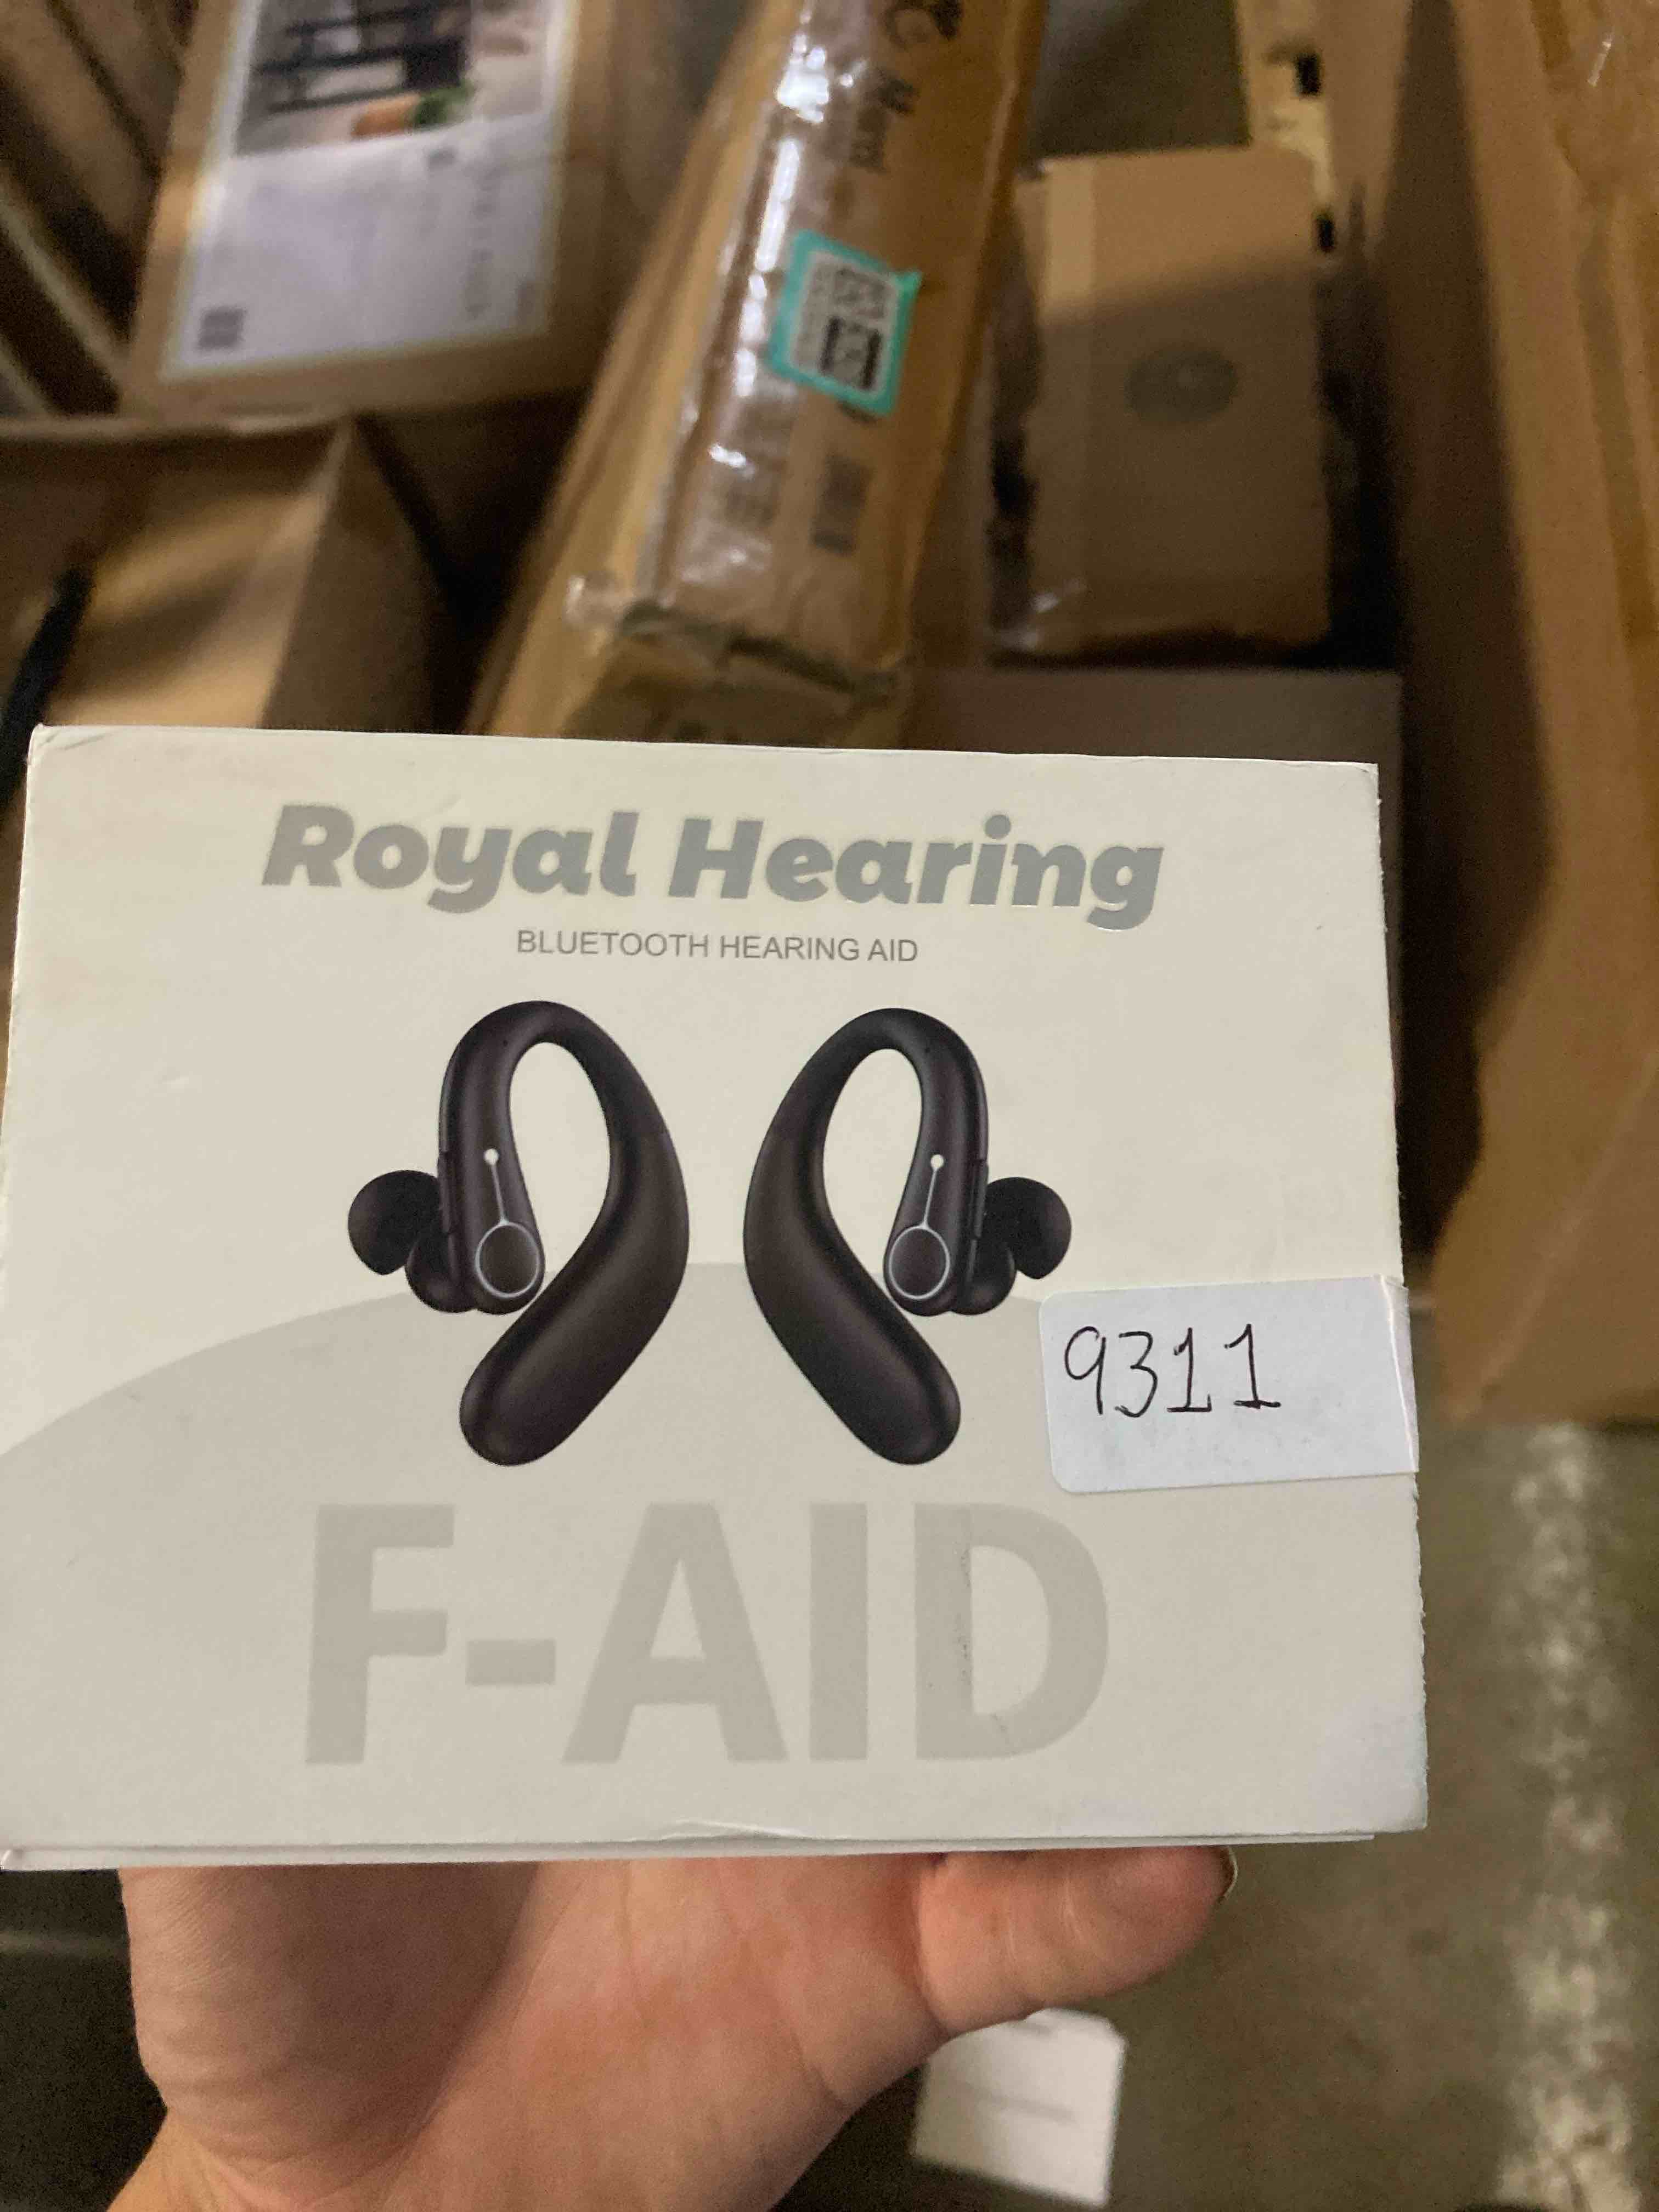 Royal Hearing
BLUETOOTH HEARING AID
9311
F-AID